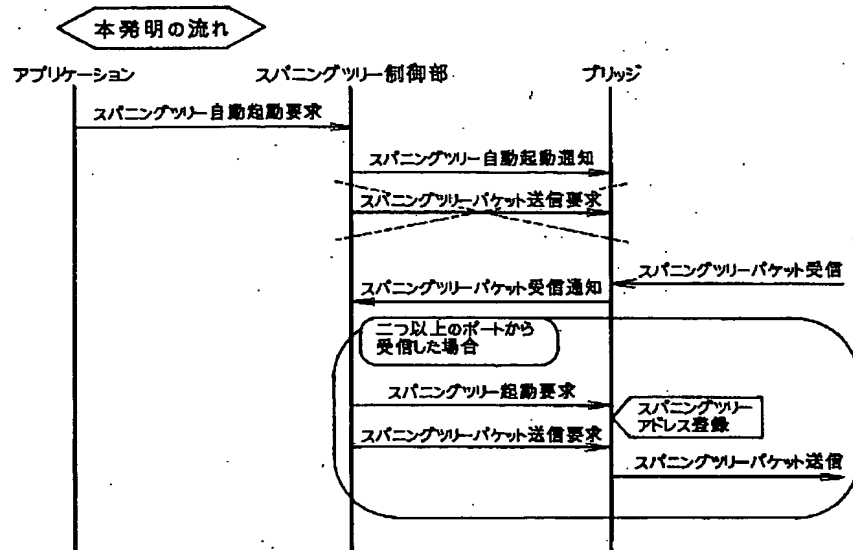 本発明の流れ
アプリケーション
スパニングツリー制御部
ブリッジ
スパニングツリー自動起動要求
スパニングツリー自動起動通知
スパニングツリーパケット送信要求
スパニングツリーパケット受信
スパニングツリーパケット受信通知
二つ以上のポートから
受信した場合
スパニングツリー起動要求
スパニングツリー
アドレス登録
スパニングツリーパケット送信要求
スパニングツリーパケット送信